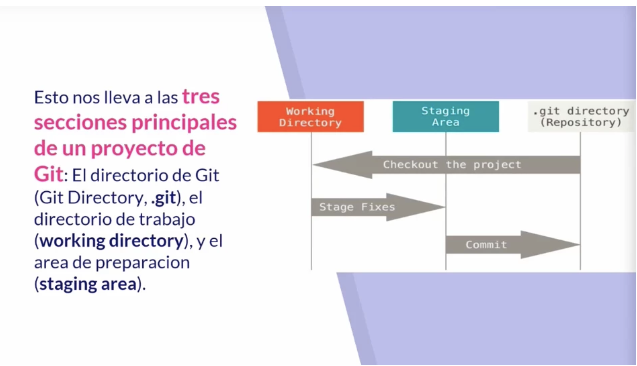 Esto nos lleva a las tres
secciones principales
de un proyecto de
Git: El directorio de Git
(Git Directory, .git), el
directorio de trabajo
(working directory), y el
area de preparacion
(staging area).
Working
Directory
Staging
Area
.git directory
(Repository)
Checkout the project
Stage Fixes
Commit